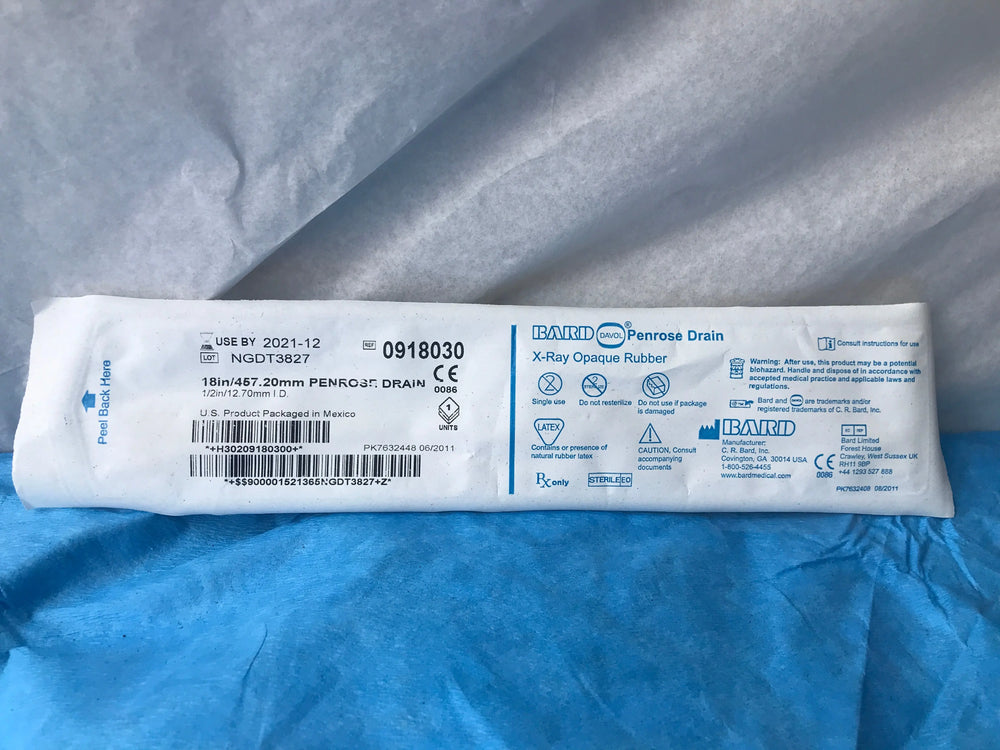 Peel Back Here
USE BY 2021-12
LOT NGDT3827
REF 0918030
18in/457.20mm PENROSE DRAIN
1/2in/12.70mm I.D.
CE
0086
U.S. Product Packaged in Mexico
1
UNITS
*+H30209180300+*
PK7632448 06/2011
*+$$900001521365NGDT3827+Z*
BARD DAVOL® Penrose Drain
X-Ray Opaque Rubber
Single use
Do not resterilize
Do not use if package
is damaged
LATEX
Contains or presence of
natural rubber latex
CAUTION, Consult
accompanying
documents
Rx only
STERILE EO
Consult instructions for use
Warning: After use, this product may be a potential
biohazard. Handle and dispose of in accordance with
accepted medical practice and applicable laws and
regulations.
Bard and DAVOL are trademarks and/or
registered trademarks of C. R. Bard, Inc.
BARD
Manufacturer:
C. R. Bard, Inc.
Covington, GA 30014 USA
1-800-526-4455
www.bardmedical.com
CE
0086
EC REP
Bard Limited
Forest House
Crawley, West Sussex UK
RH11 9BP
+44 1293 527 888
PK7632408 06/2011